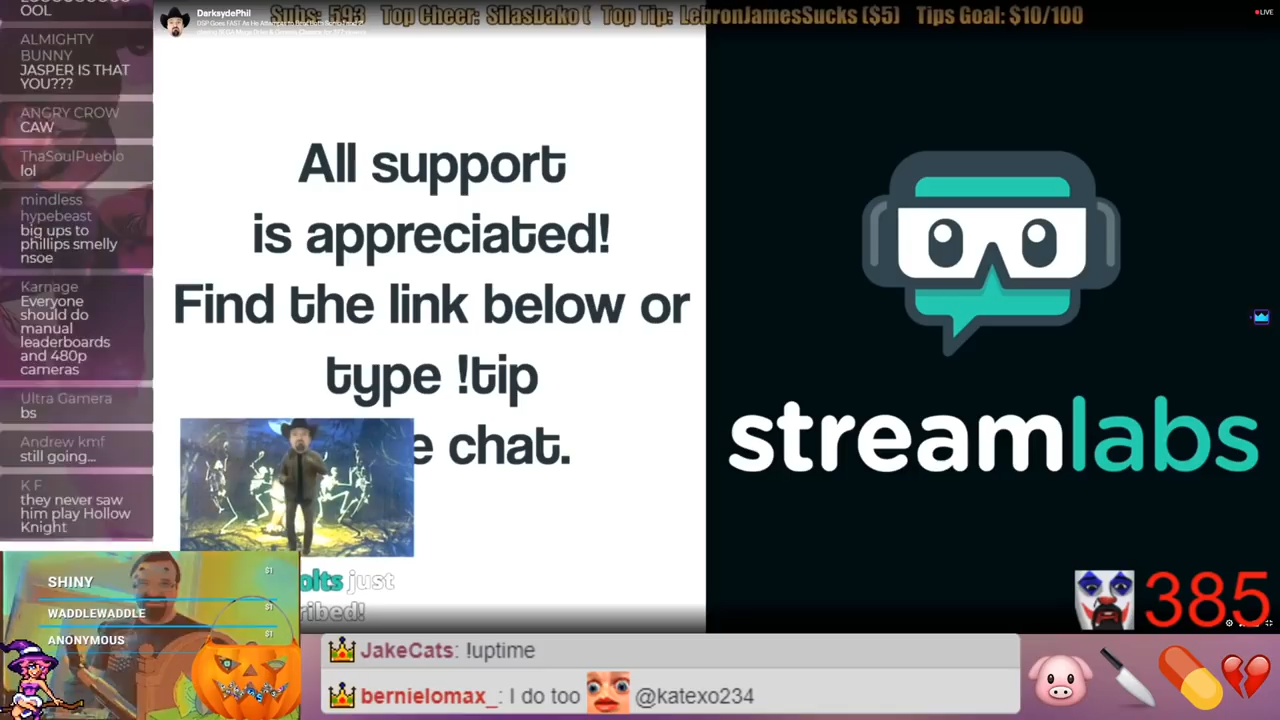 DarksydePhil
Subs: 593 Top Cheer: SilasDako ( Top Tip: LebronJamesSucks ($5) Tips Goal: $10/100
LIVE
ALMIGHTY
BUNNY
JASPER IS THAT
YOU???
ANGRY CROW
CAW
ThaSoulPueblo
lol
mindless
hypebeast
big ups to
phillips smelly
nsoe
Karnage
Everyone
should do
manual
leaderboards
and 480p
cameras
Ultra Gamera
bs
Andrew kmf
still going...
K F
they never saw
him play Hollow
Knight
All support
is appreciated!
Find the link below or
type !tip
e chat.
streamlabs
olts just
ribed!
SHINY $1
WADDLEWADDLE $1
ANONYMOUS $1
385
JakeCats: !uptime
bernielomax_: I do too @katexo234